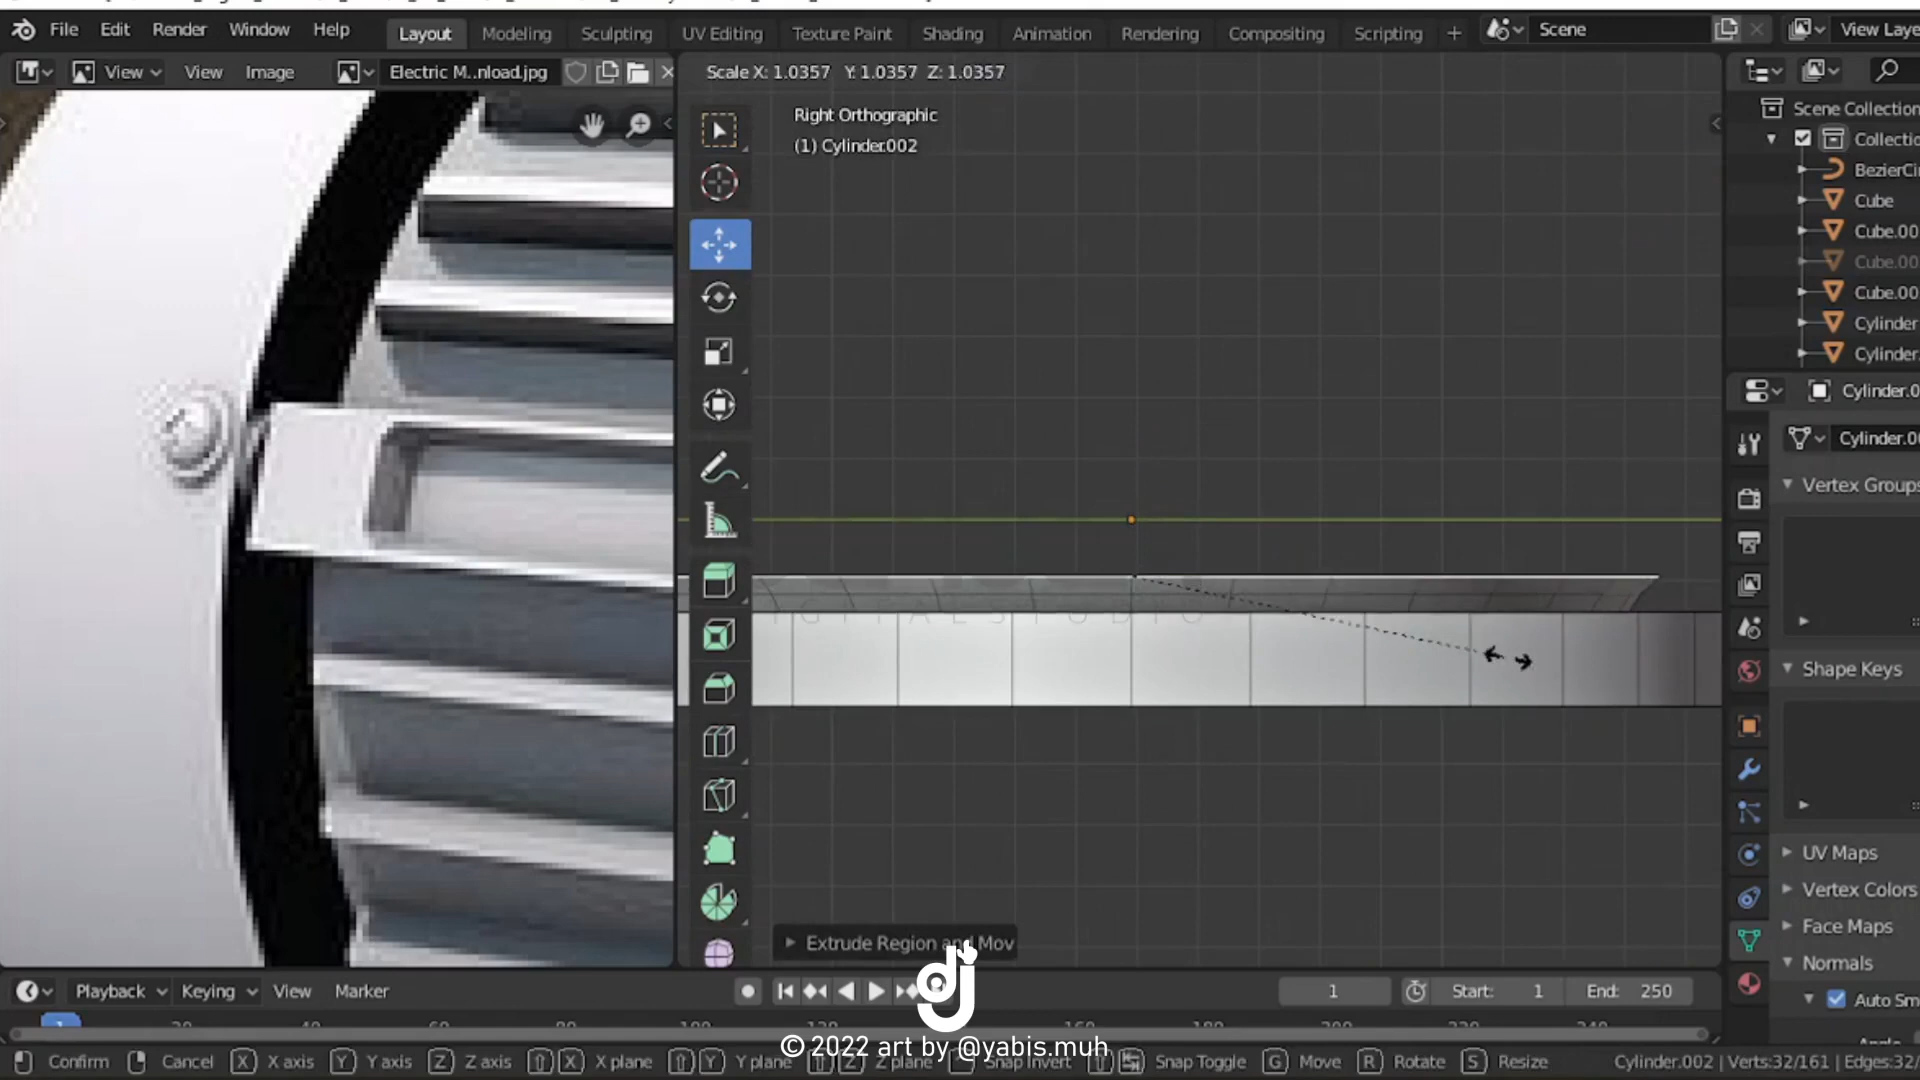 File Edit Render Window Help Layout Modeling Sculpting UV Editing Texture Paint Shading Animation Rendering Compositing Scripting + Scene View Laye
View View Image Electric M..nload.jpg
Scale X: 1.0357 Y: 1.0357 Z: 1.0357
Right Orthographic
(1) Cylinder.002
Scene Collection
Collectio
BezierCi
Cube
Cube.00
Cube.00
Cube.00
Cylinder
Cylinder.
Cylinder.0
Cylinder.0
Vertex Groups
Shape Keys
UV Maps
Vertex Colors
Face Maps
Normals
Auto Sm
I G I T A L S T U D I O
Extrude Region and Mov
Playback Keying View Marker
1 Start: 1 End: 250
1
© 2022 art by @yabis.muh
Confirm Cancel X X axis Y Y axis Z Z axis X X plane Y Y plane Z Z plane Snap Invert Snap Toggle G Move R Rotate S Resize Cylinder.002 | Verts:32/161 | Edges:32/